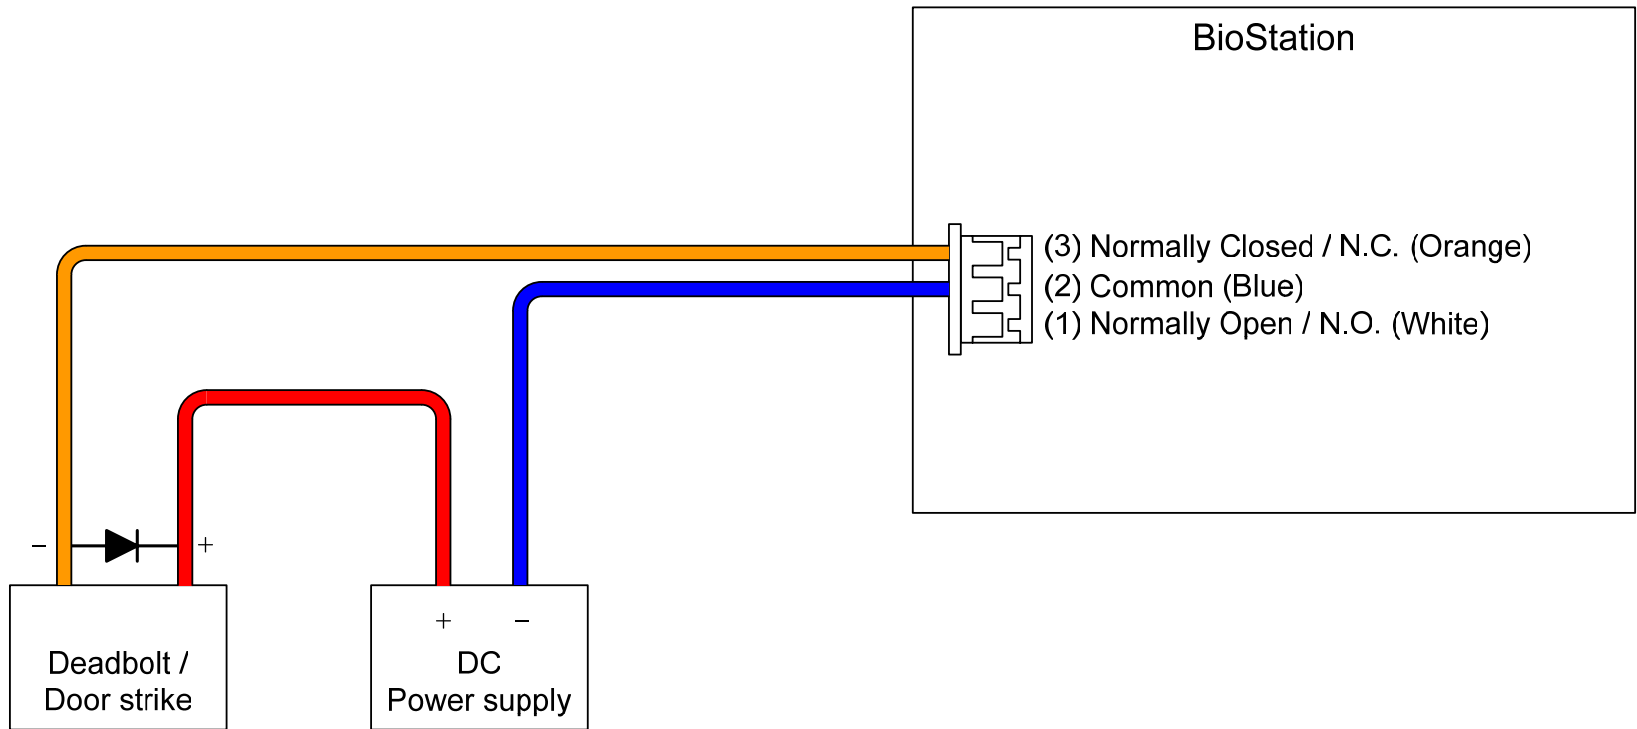 BioStation
(3) Normally Closed / N.C. (Orange)
(2) Common (Blue)
(1) Normally Open / N.O. (White)
− +
+ −
Deadbolt /
Door strike
DC
Power supply